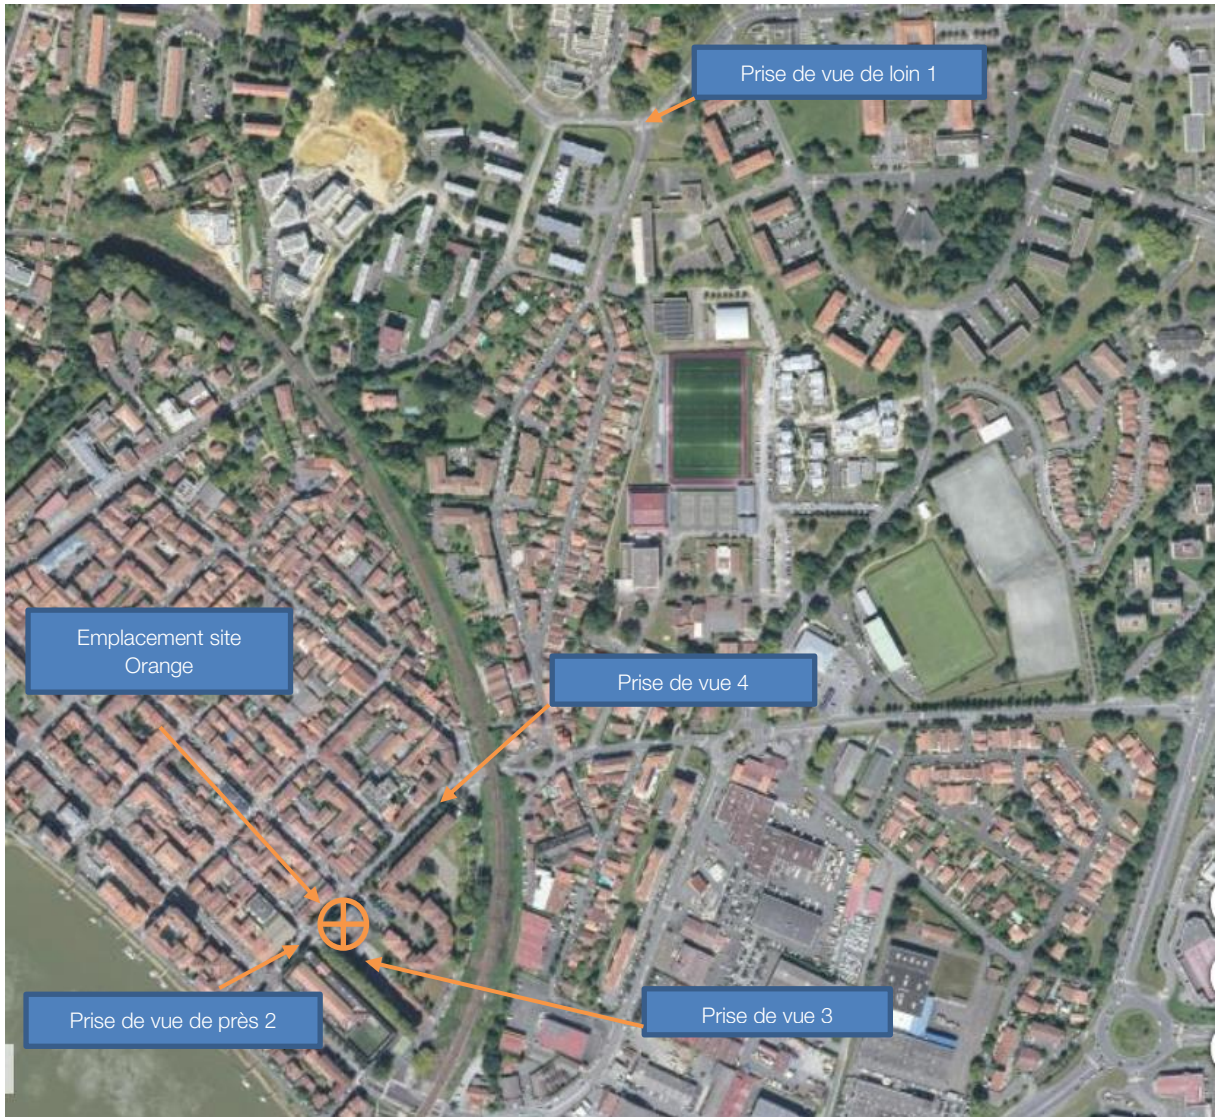 Prise de vue de loin 1
Emplacement site
Orange
Prise de vue 4
Prise de vue de près 2
Prise de vue 3